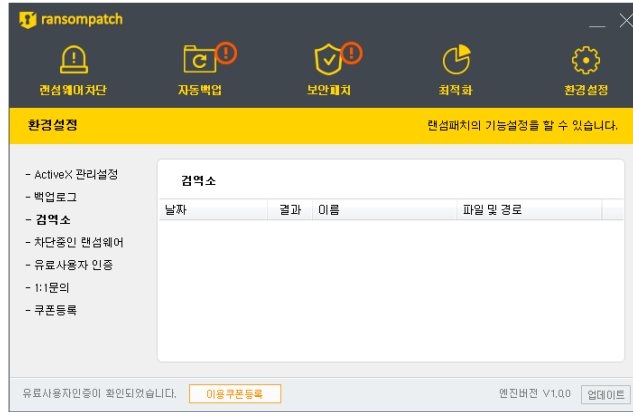 ransompatch
랜섬웨어차단 자동백업 보안패치 최적화 환경설정
환경설정 랜섬패치의 기능설정을 할 수 있습니다.
- ActiveX 관리설정
- 백업로그
- 검역소
- 차단중인 랜섬웨어
- 유료사용자 인증
- 1:1문의
- 쿠폰등록
검역소
날짜 결과 이름 파일 및 경로
유료사용자인증이 확인되었습니다. 이용쿠폰등록 엔진버전 V1.0.0 업데이트